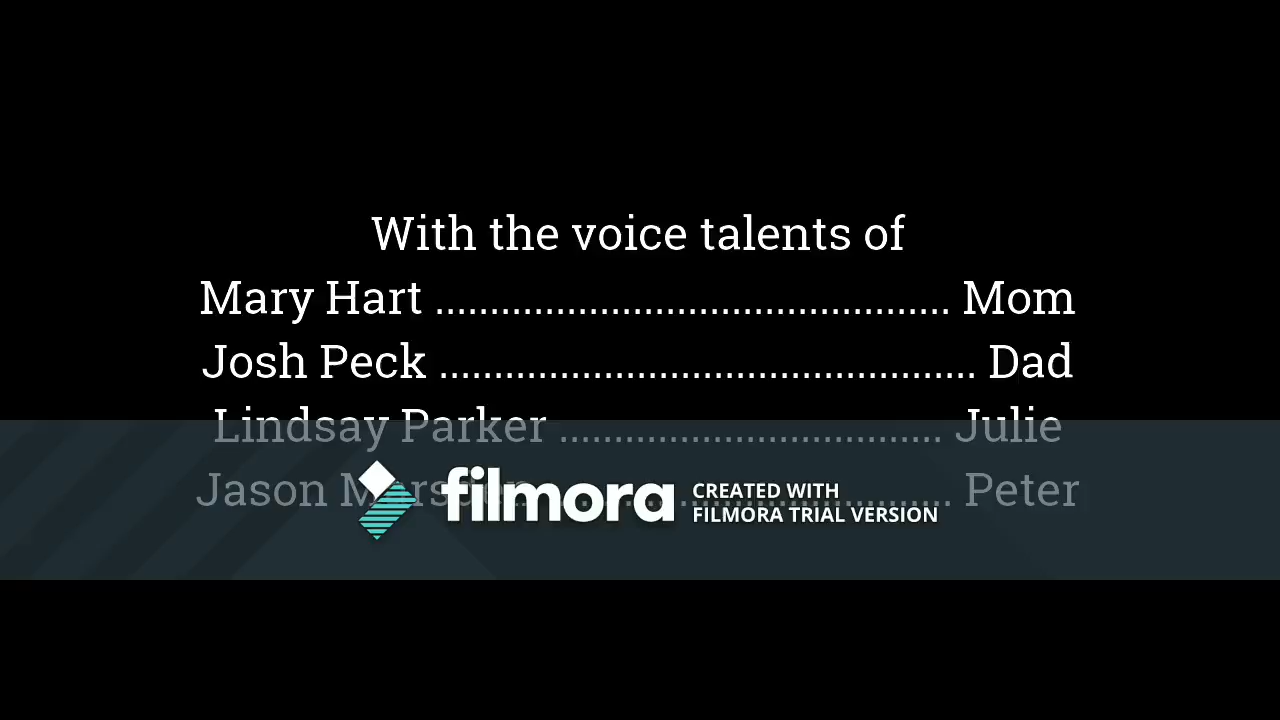 With the voice talents of
Mary Hart ............................................... Mom
Josh Peck ................................................. Dad
Lindsay Parker ................................... Julie
Jason Marsden ................................... Peter
filmora
CREATED WITH
FILMORA TRIAL VERSION